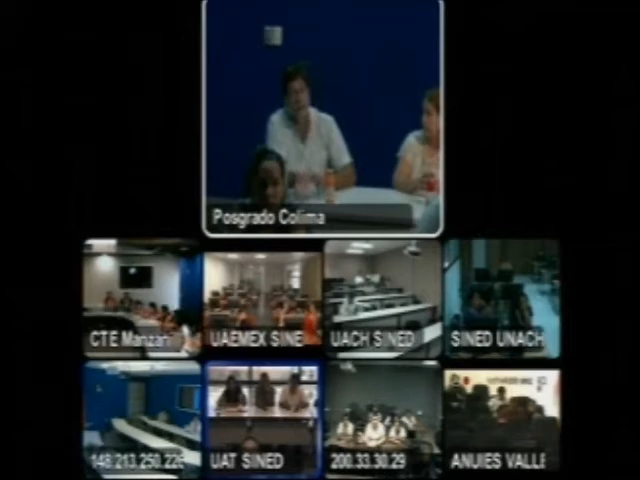 Posgrado Colima
CTE Manzani
UAEMEX SINE
UACH SINED
SINED UNACH
148.213.250.226
UAT SINED
200.33.30.29
ANUIES VALLE